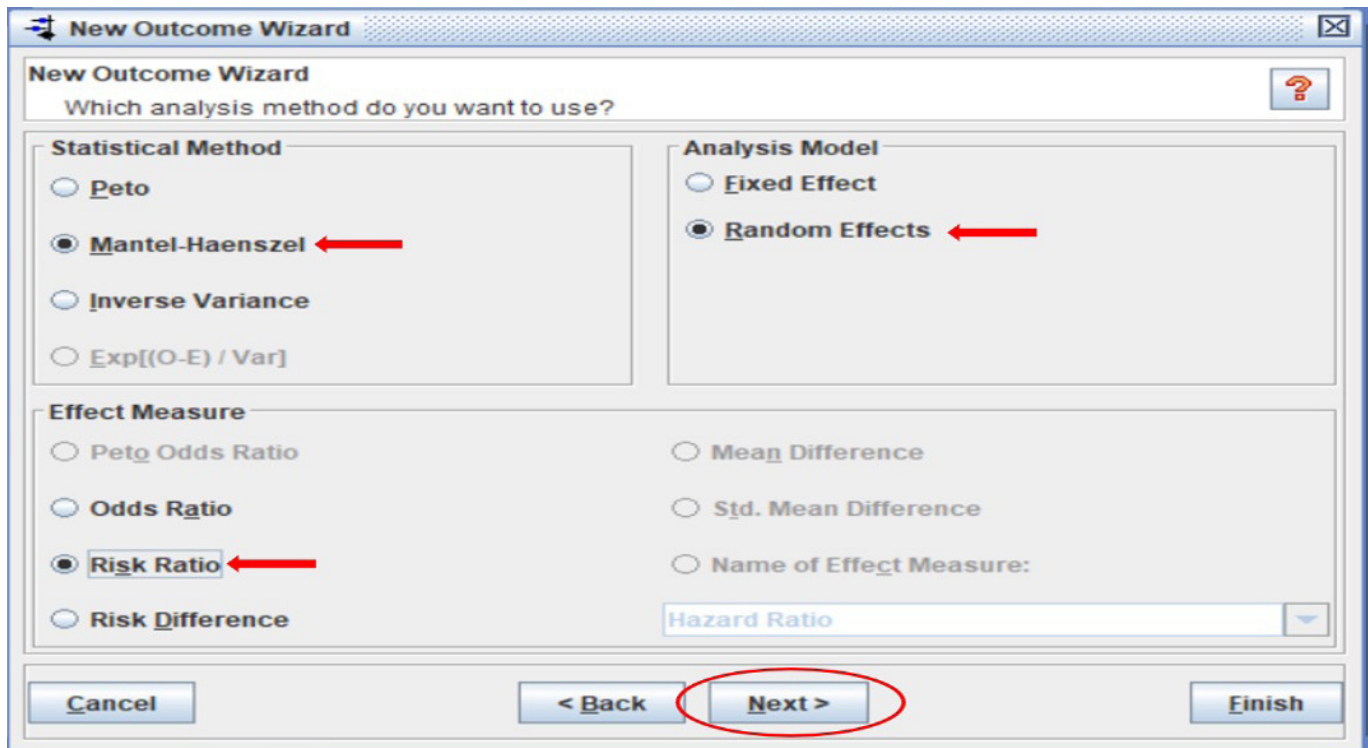 New Outcome Wizard
New Outcome Wizard
Which analysis method do you want to use?
?
Statistical Method
Peto
Mantel-Haenszel
Inverse Variance
Exp[(O-E) / Var]
Analysis Model
Fixed Effect
Random Effects
Effect Measure
Peto Odds Ratio
Odds Ratio
Risk Ratio
Risk Difference
Mean Difference
Std. Mean Difference
Name of Effect Measure:
Hazard Ratio
Cancel
< Back
Next >
Finish